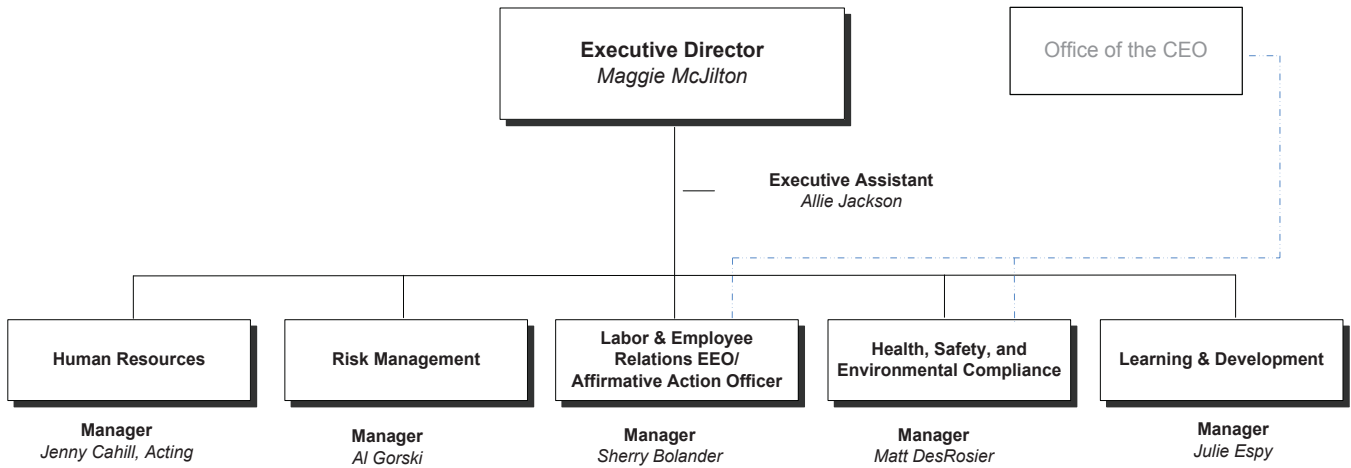 Executive Director
Maggie McJilton
Office of the CEO
Executive Assistant
Allie Jackson
Human Resources
Risk Management
Labor & Employee
Relations EEO/
Affirmative Action Officer
Health, Safety, and
Environmental Compliance
Learning & Development
Manager
Jenny Cahill, Acting
Manager
Al Gorski
Manager
Sherry Bolander
Manager
Matt DesRosier
Manager
Julie Espy